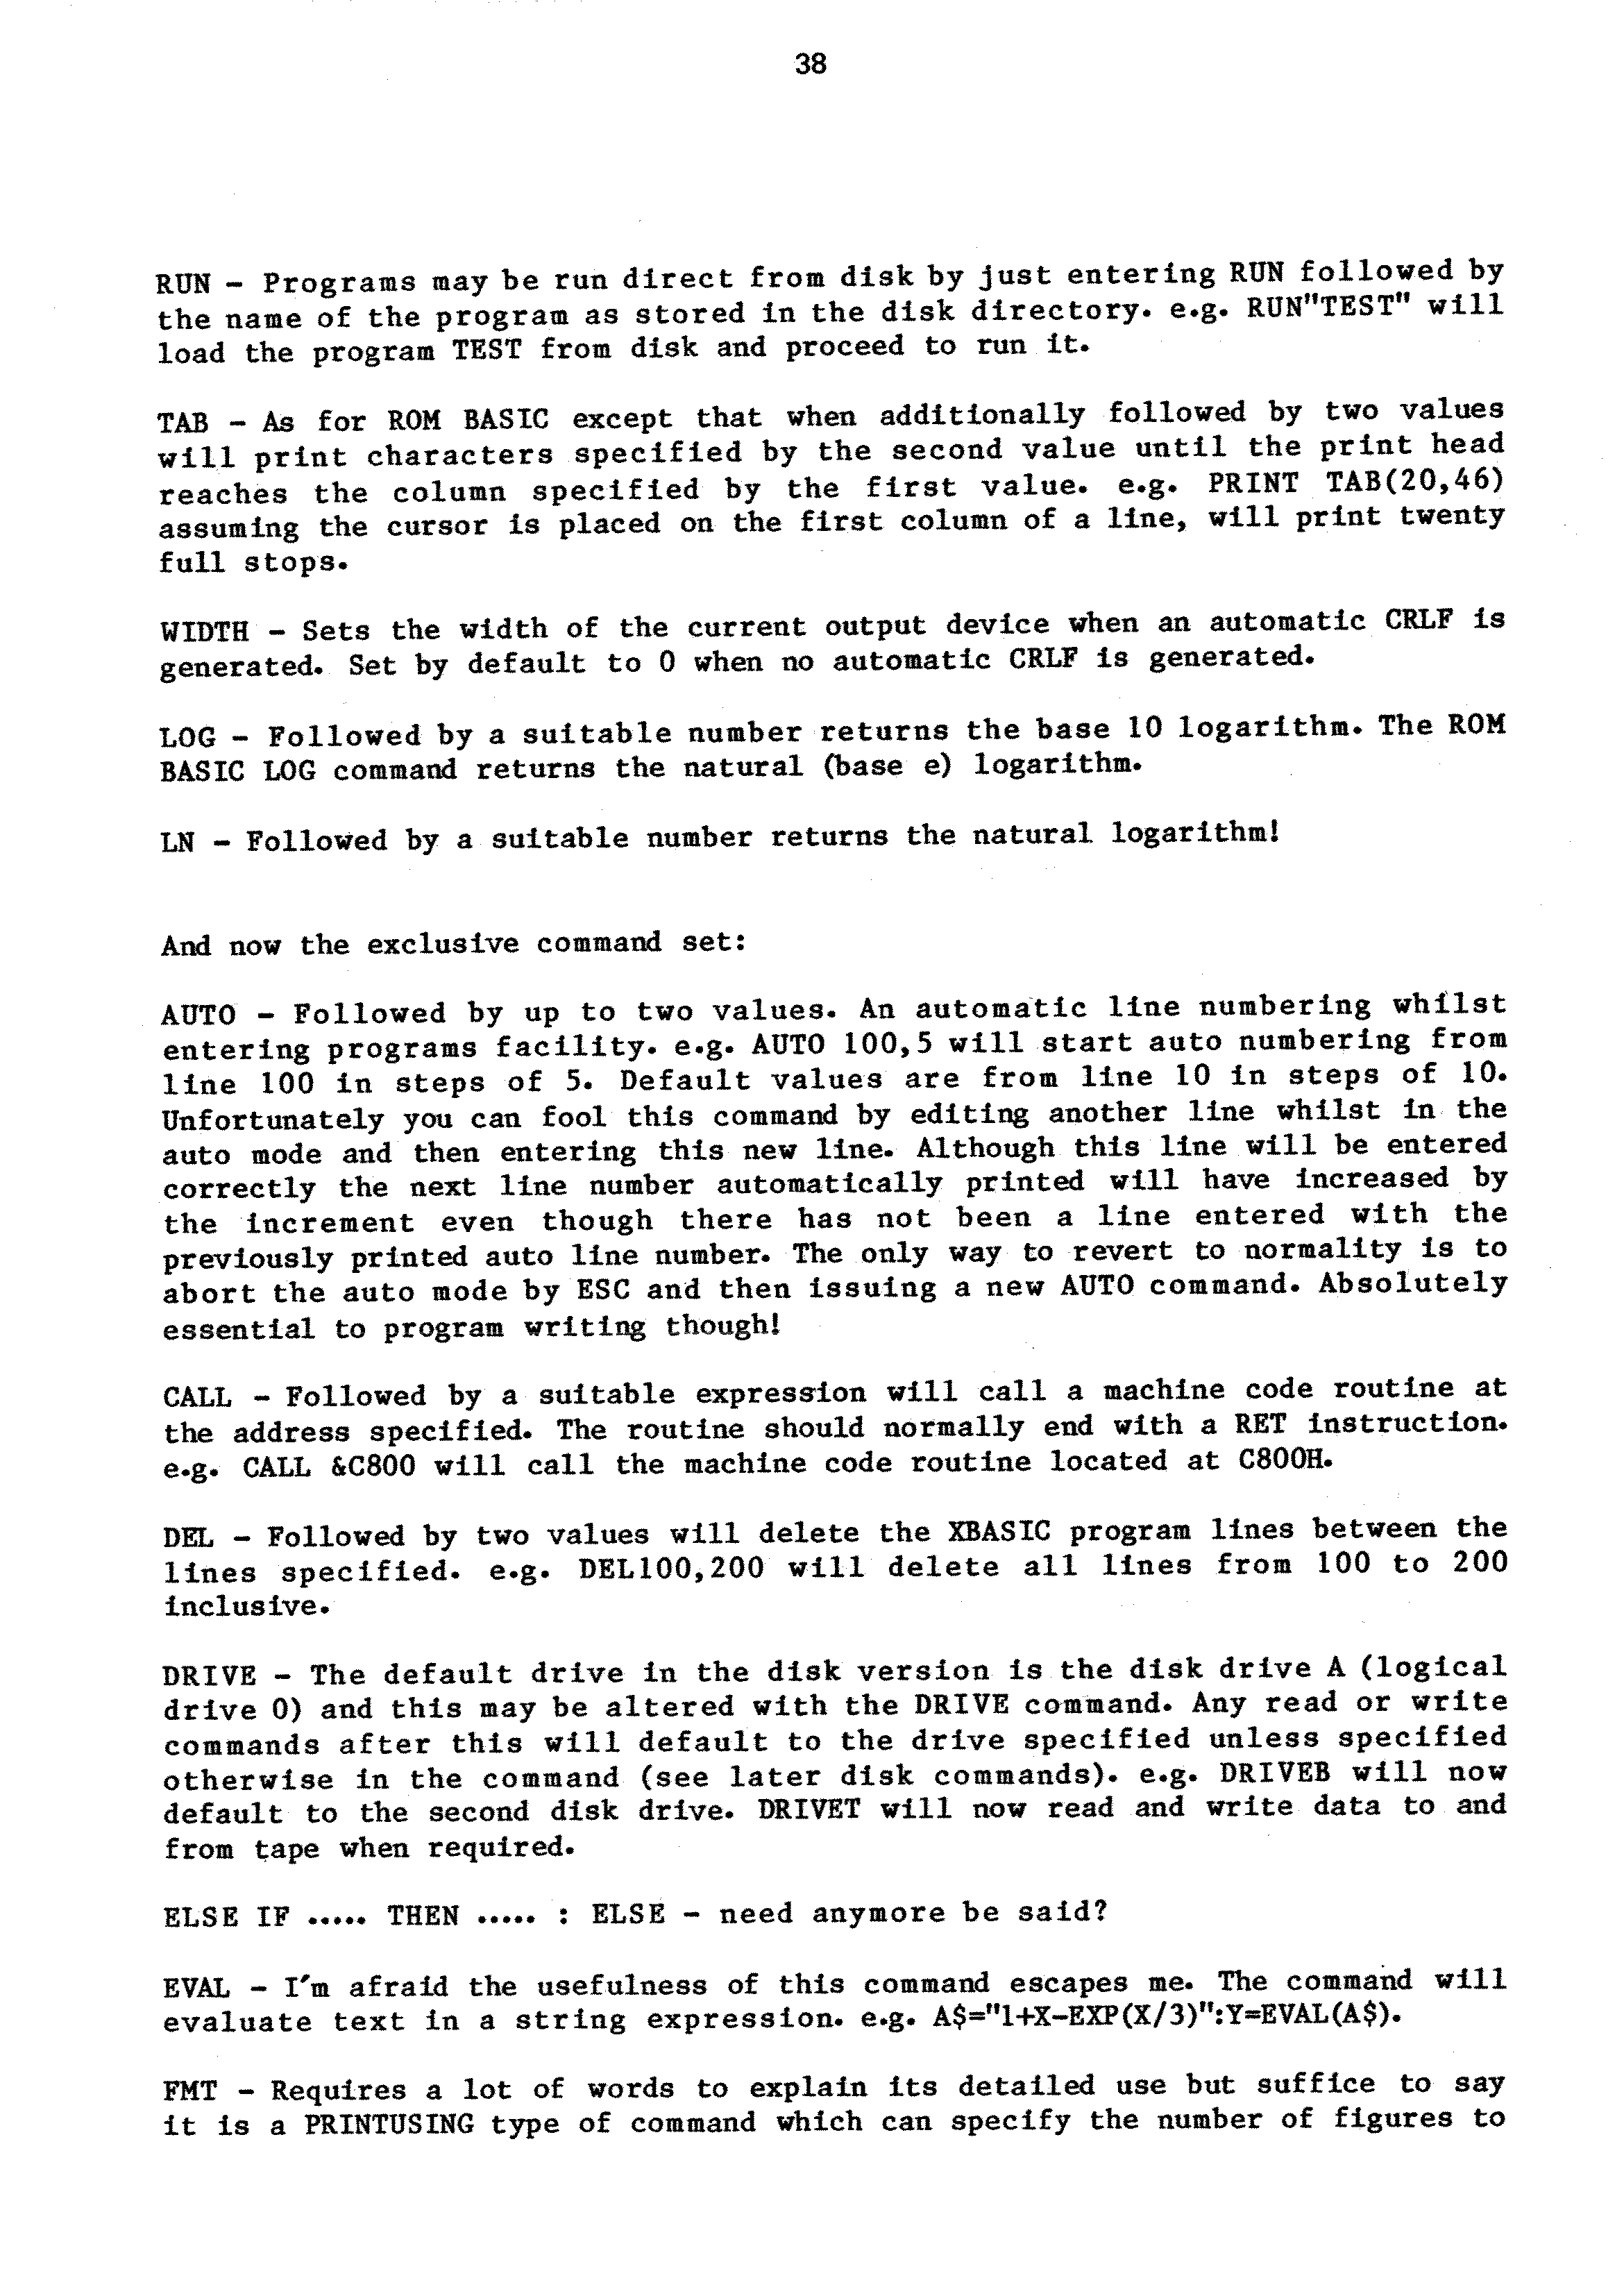 38
RUN - Programs may be run direct from disk by just entering RUN followed by
the name of the program as stored in the disk directory. e.g. RUN"TEST" will
load the program TEST from disk and proceed to run it.
TAB - As for ROM BASIC except that when additionally followed by two values
will print characters specified by the second value until the print head
reaches the column specified by the first value. e.g. PRINT TAB(20,46)
assuming the cursor is placed on the first column of a line, will print twenty
full stops.
WIDTH - Sets the width of the current output device when an automatic CRLF is
generated. Set by default to 0 when no automatic CRLF is generated.
LOG - Followed by a suitable number returns the base 10 logarithm. The ROM
BASIC LOG command returns the natural (base e) logarithm.
LN - Followed by a suitable number returns the natural logarithm!
And now the exclusive command set:
AUTO - Followed by up to two values. An automatic line numbering whilst
entering programs facility. e.g. AUTO 100,5 will start auto numbering from
line 100 in steps of 5. Default values are from line 10 in steps of 10.
Unfortunately you can fool this command by editing another line whilst in the
auto mode and then entering this new line. Although this line will be entered
correctly the next line number automatically printed will have increased by
the increment even though there has not been a line entered with the
previously printed auto line number. The only way to revert to normality is to
abort the auto mode by ESC and then issuing a new AUTO command. Absolutely
essential to program writing though!
CALL - Followed by a suitable expression will call a machine code routine at
the address specified. The routine should normally end with a RET instruction.
e.g. CALL &C800 will call the machine code routine located at C800H.
DEL - Followed by two values will delete the XBASIC program lines between the
lines specified. e.g. DEL100,200 will delete all lines from 100 to 200
inclusive.
DRIVE - The default drive in the disk version is the disk drive A (logical
drive 0) and this may be altered with the DRIVE command. Any read or write
commands after this will default to the drive specified unless specified
otherwise in the command (see later disk commands). e.g. DRIVEB will now
default to the second disk drive. DRIVET will now read and write data to and
from tape when required.
ELSE IF ..... THEN ..... : ELSE - need anymore be said?
EVAL - I'm afraid the usefulness of this command escapes me. The command will
evaluate text in a string expression. e.g. A$="1+X-EXP(X/3)":Y=EVAL(A$).
FMT - Requires a lot of words to explain its detailed use but suffice to say
it is a PRINTUSING type of command which can specify the number of figures to